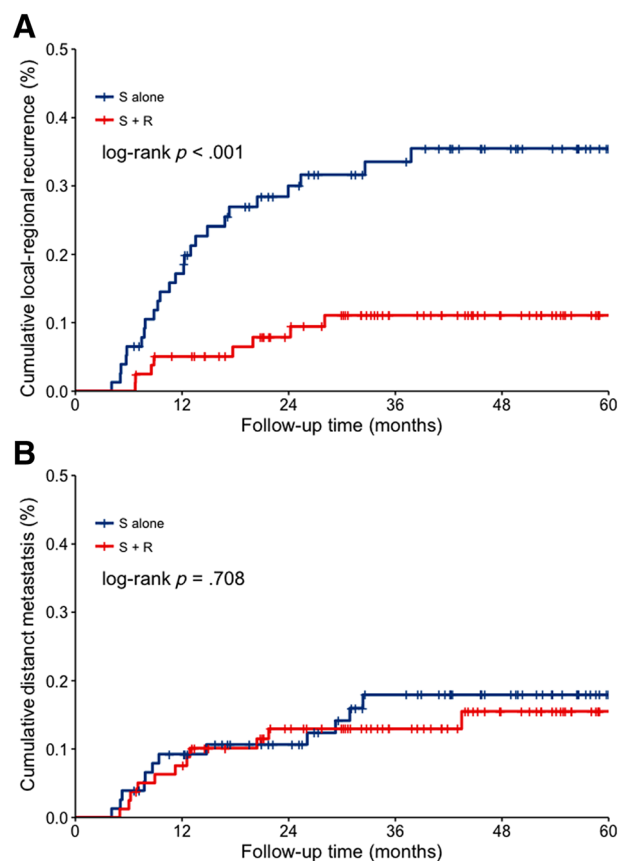 A
Cumulative local-regional recurrence (%)
0.5
0.4
0.3
0.2
0.1
0.0
S alone
S + R
log-rank p < .001
0 12 24 36 48 60
Follow-up time (months)
B
Cumulative distanct metastatsis (%)
0.5
0.4
0.3
0.2
0.1
0.0
S alone
S + R
log-rank p = .708
0 12 24 36 48 60
Follow-up time (months)